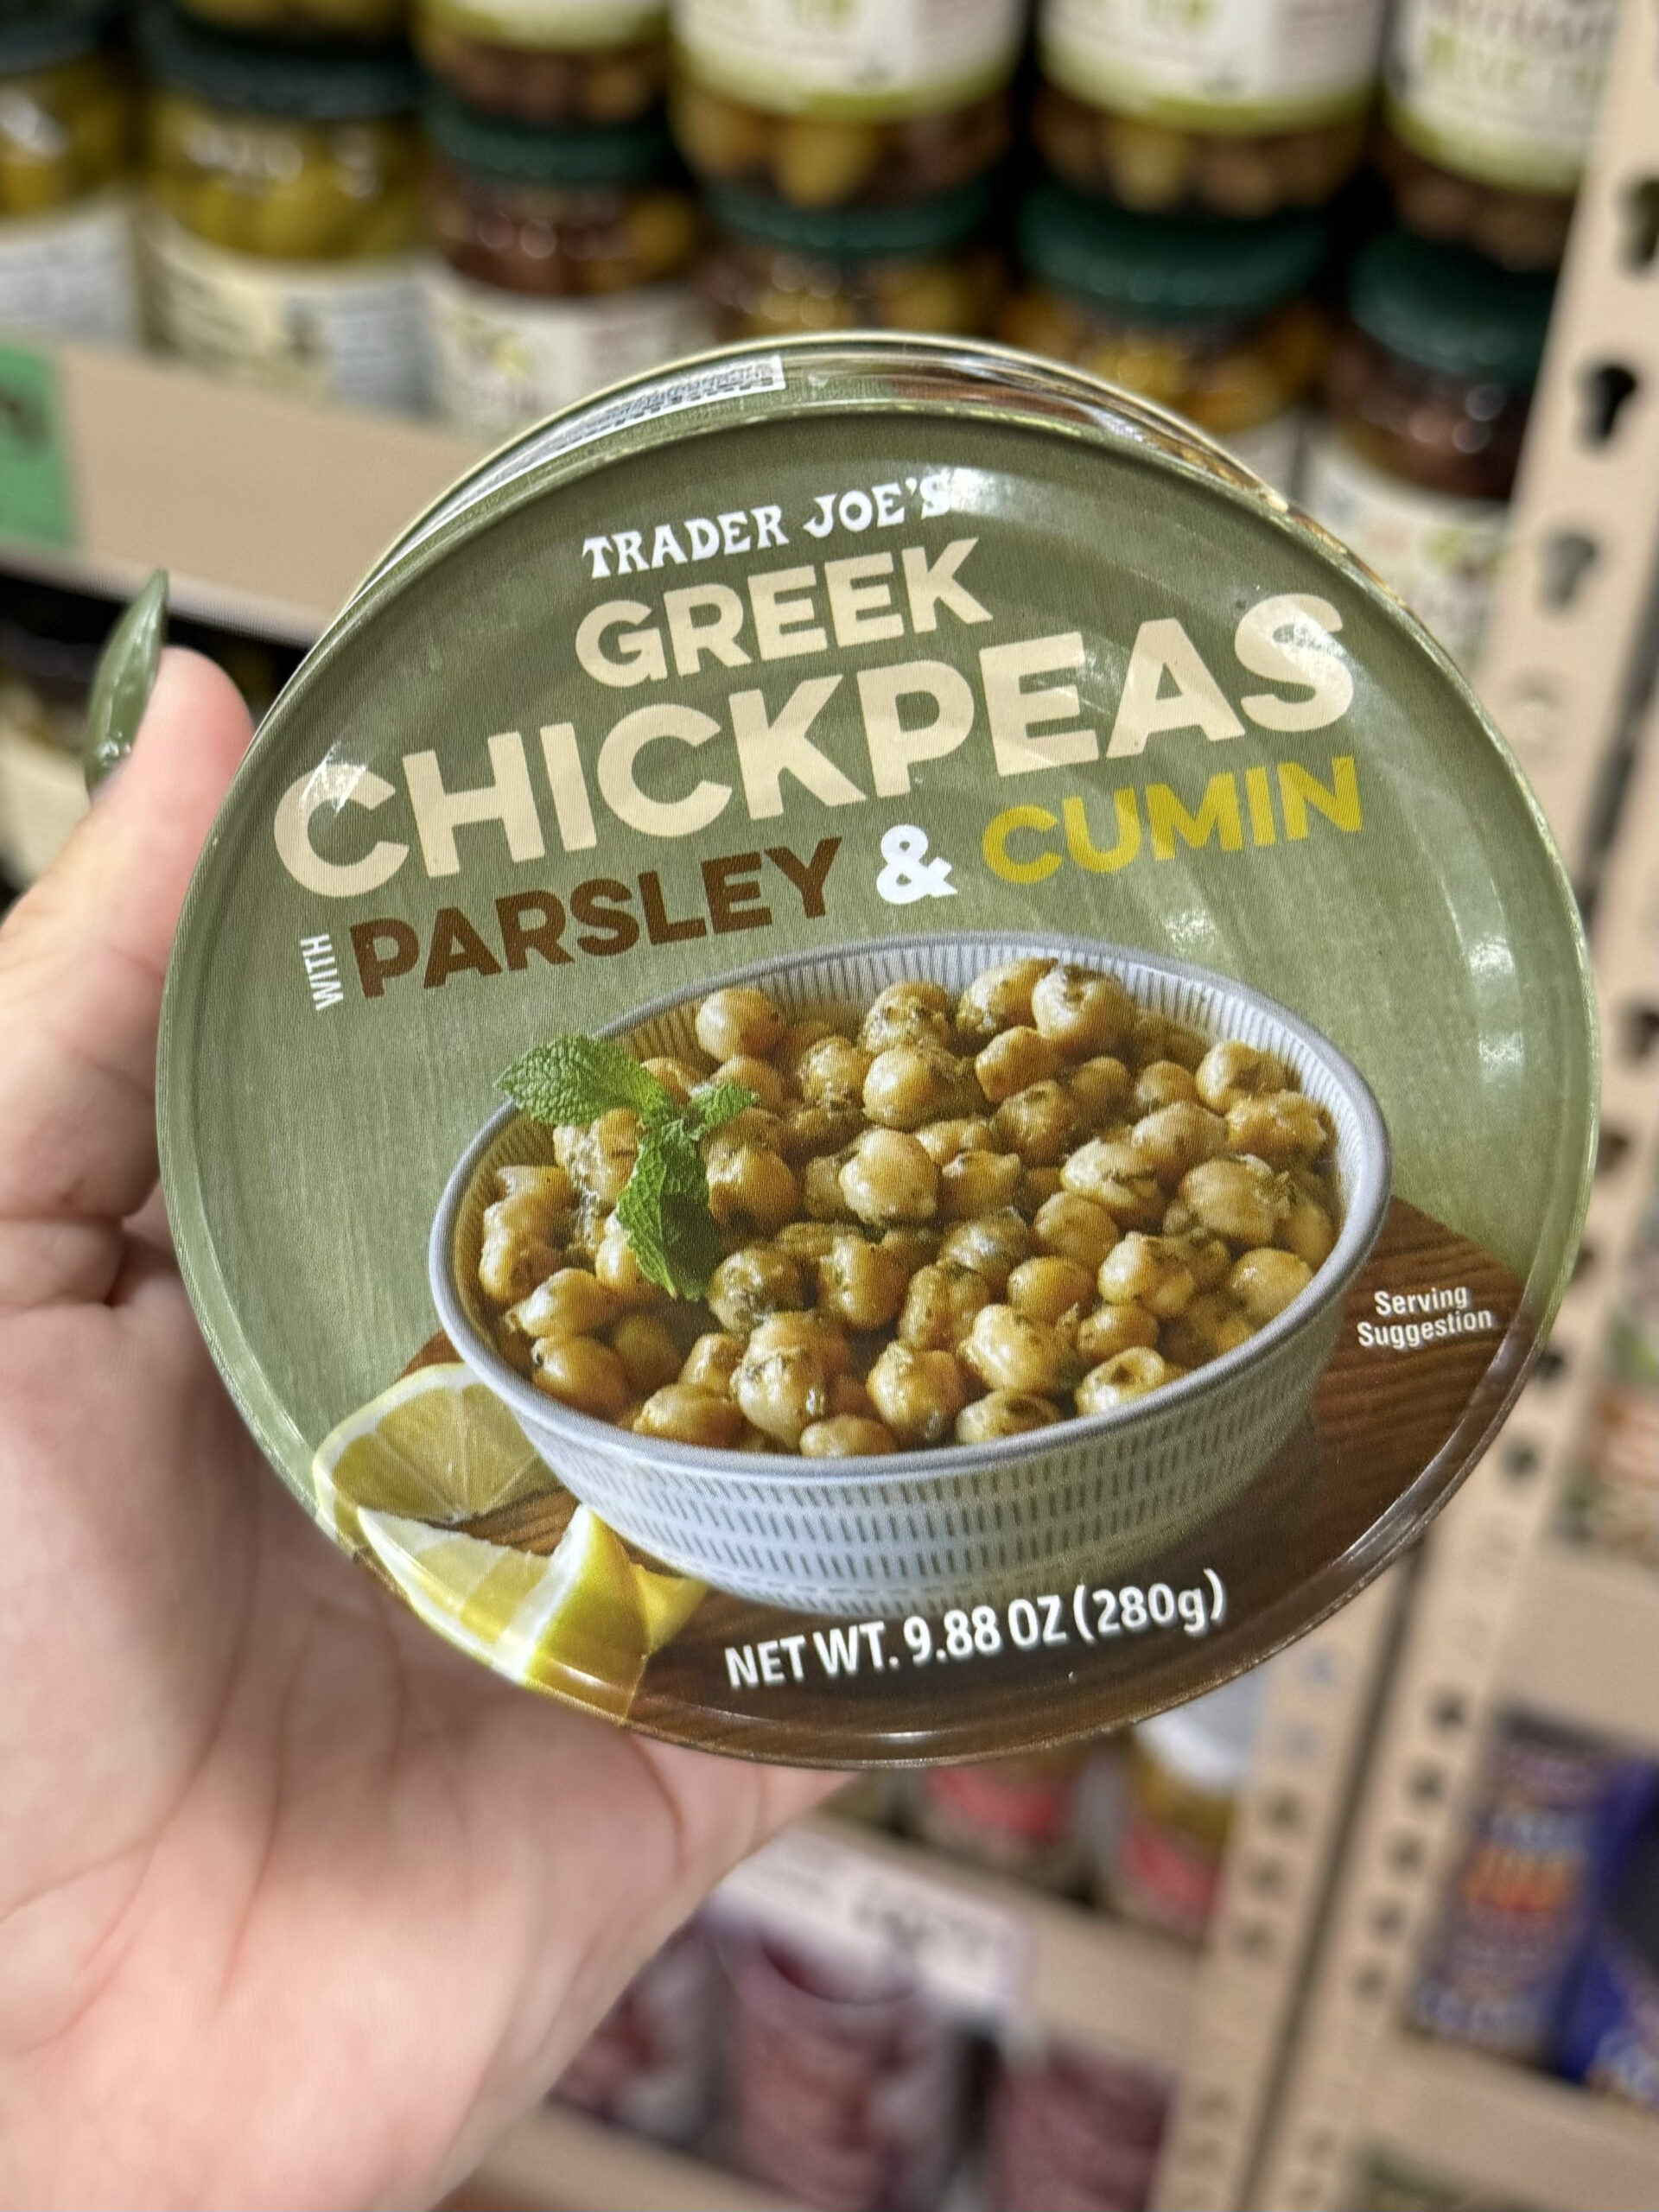 TRADER JOE'S
GREEK
CHICKPEAS
WITH PARSLEY & CUMIN
Serving
Suggestion
NET WT. 9.88 OZ (280g)